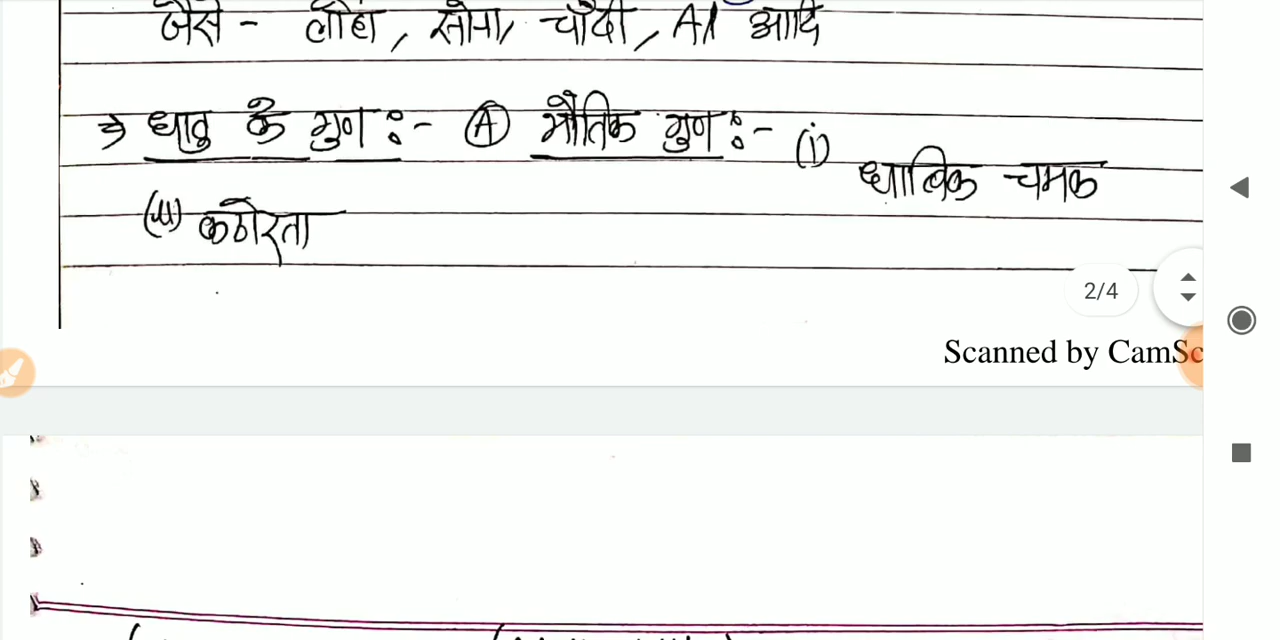 जैसे - लोहा, सोना, चाँदी, Al आदि
→ धातु के गुण :- Ⓐ भौतिक गुण :- (i) धात्विक चमक
(ii) कठोरता
2/4
Scanned by CamSc